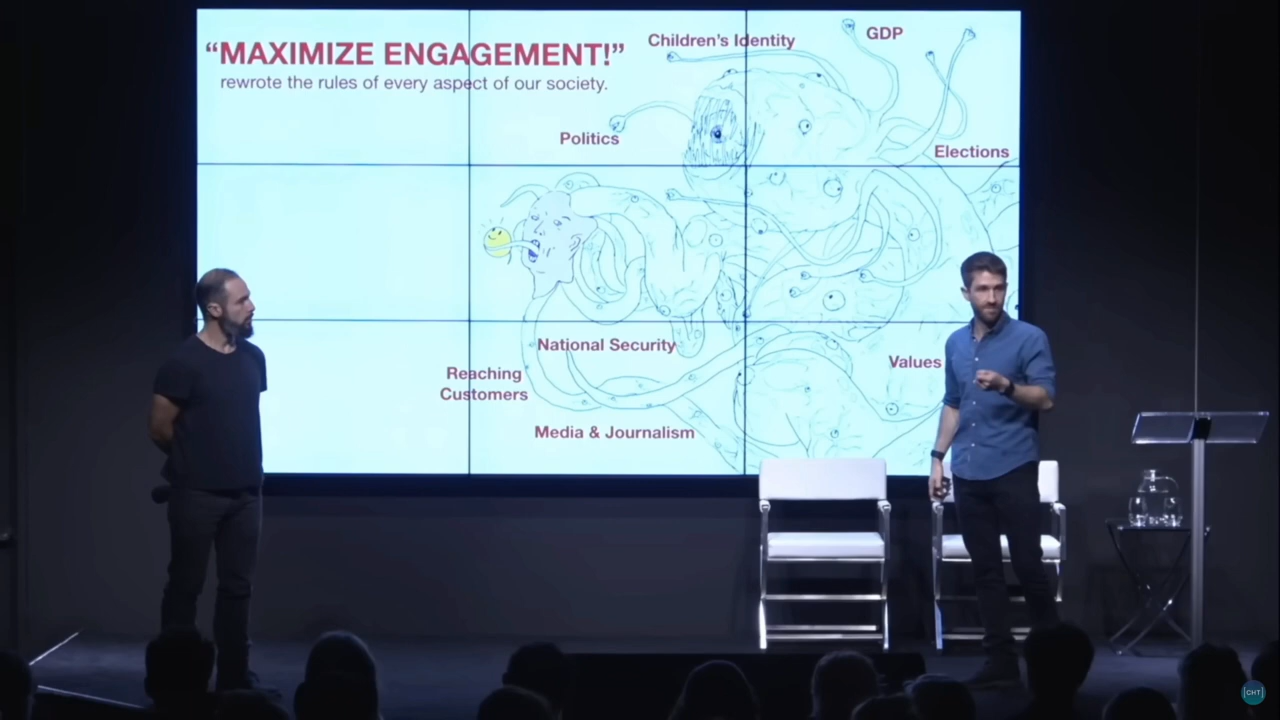 “MAXIMIZE ENGAGEMENT!”
rewrote the rules of every aspect of our society.
Children's Identity
GDP
Politics
Elections
National Security
Reaching
Customers
Values
Media & Journalism
CHT